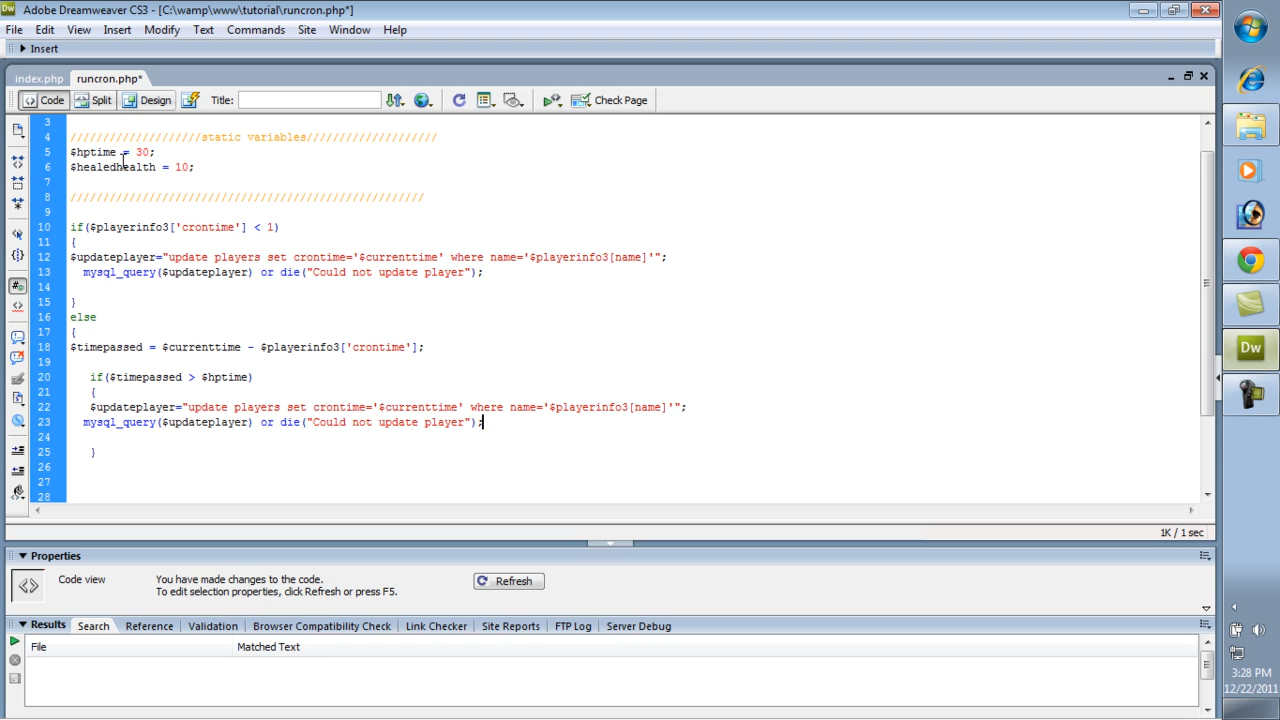 Adobe Dreamweaver CS3 - [C:\wamp\www\tutorial\runcron.php*]
File Edit View Insert Modify Text Commands Site Window Help
Insert
index.php runcron.php*
Code Split Design Title: Check Page
3
4 ////////////////////static variables////////////////////
5 $hptime = 30;
6 $healedhealth = 10;
7
8 //////////////////////////////////////////////////////
9
10 if($playerinfo3['crontime'] < 1)
11 {
12 $updateplayer="update players set crontime='$currenttime' where name='$playerinfo3[name]'";
13 mysql_query($updateplayer) or die("Could not update player");
14
15 }
16 else
17 {
18 $timepassed = $currenttime - $playerinfo3['crontime'];
19
20 if($timepassed > $hptime)
21 {
22 $updateplayer="update players set crontime='$currenttime' where name='$playerinfo3[name]'";
23 mysql_query($updateplayer) or die("Could not update player");
24
25 }
26
27
28
1K / 1 sec
Properties
Code view You have made changes to the code.
To edit selection properties, click Refresh or press F5.
Refresh
Results Search Reference Validation Browser Compatibility Check Link Checker Site Reports FTP Log Server Debug
File Matched Text
Dw
3:28 PM
12/22/2011